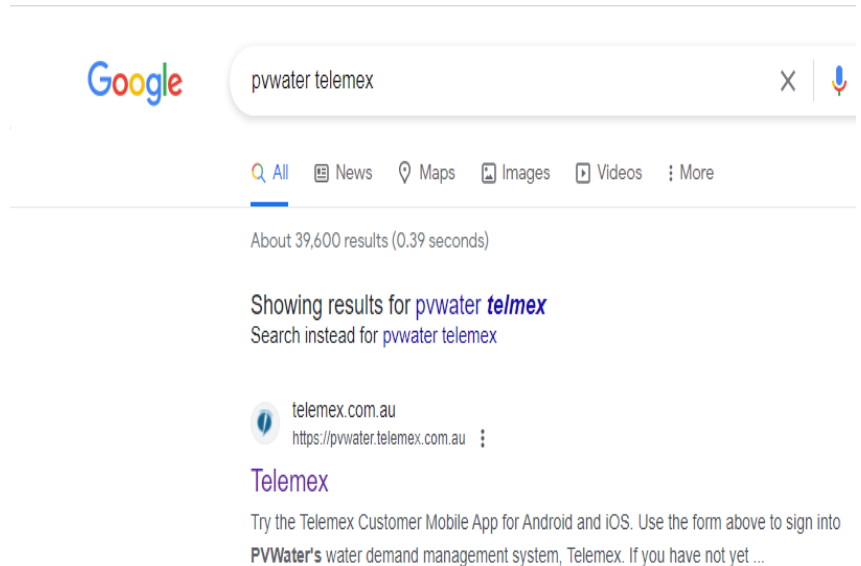 Google
pvwater telemex
All News Maps Images Videos More
About 39,600 results (0.39 seconds)
Showing results for pvwater telmex
Search instead for pvwater telemex
telemex.com.au
https://pvwater.telemex.com.au
Telemex
Try the Telemex Customer Mobile App for Android and iOS. Use the form above to sign into
PVWater's water demand management system, Telemex. If you have not yet ...